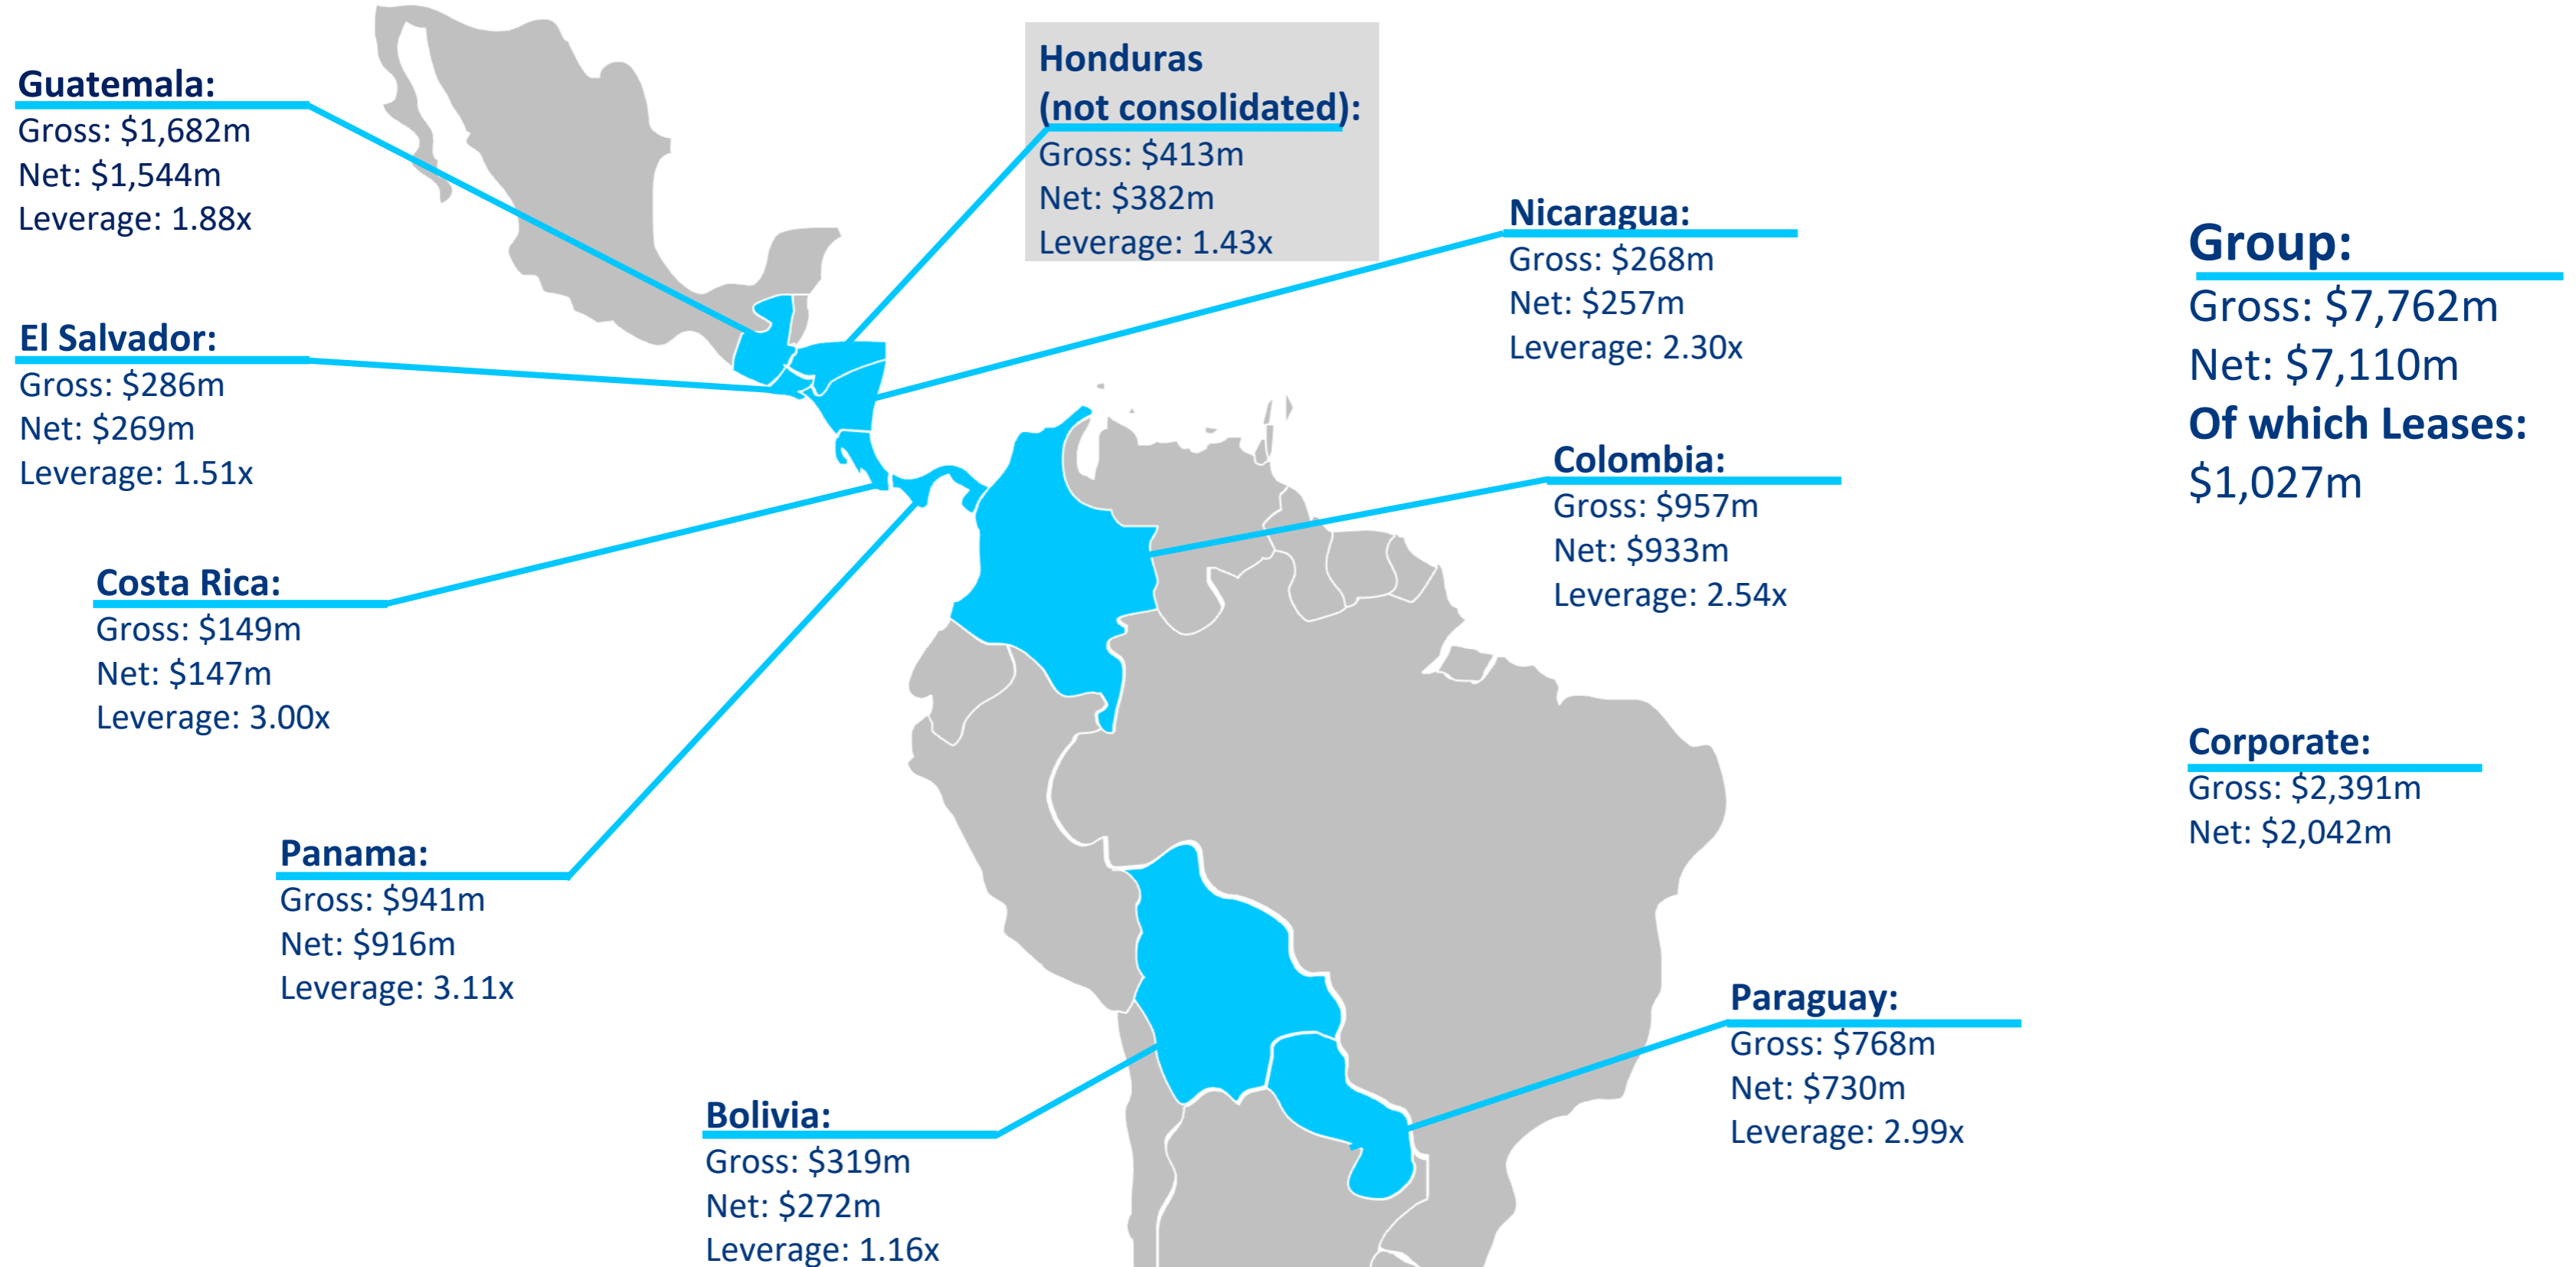 Guatemala:
Gross: $1,682m
Net: $1,544m
Leverage: 1.88x
Honduras
(not consolidated):
Gross: $413m
Net: $382m
Leverage: 1.43x
Nicaragua:
Gross: $268m
Net: $257m
Leverage: 2.30x
Group:
Gross: $7,762m
Net: $7,110m
Of which Leases:
$1,027m
El Salvador:
Gross: $286m
Net: $269m
Leverage: 1.51x
Colombia:
Gross: $957m
Net: $933m
Leverage: 2.54x
Costa Rica:
Gross: $149m
Net: $147m
Leverage: 3.00x
Corporate:
Gross: $2,391m
Net: $2,042m
Panama:
Gross: $941m
Net: $916m
Leverage: 3.11x
Paraguay:
Gross: $768m
Net: $730m
Leverage: 2.99x
Bolivia:
Gross: $319m
Net: $272m
Leverage: 1.16x